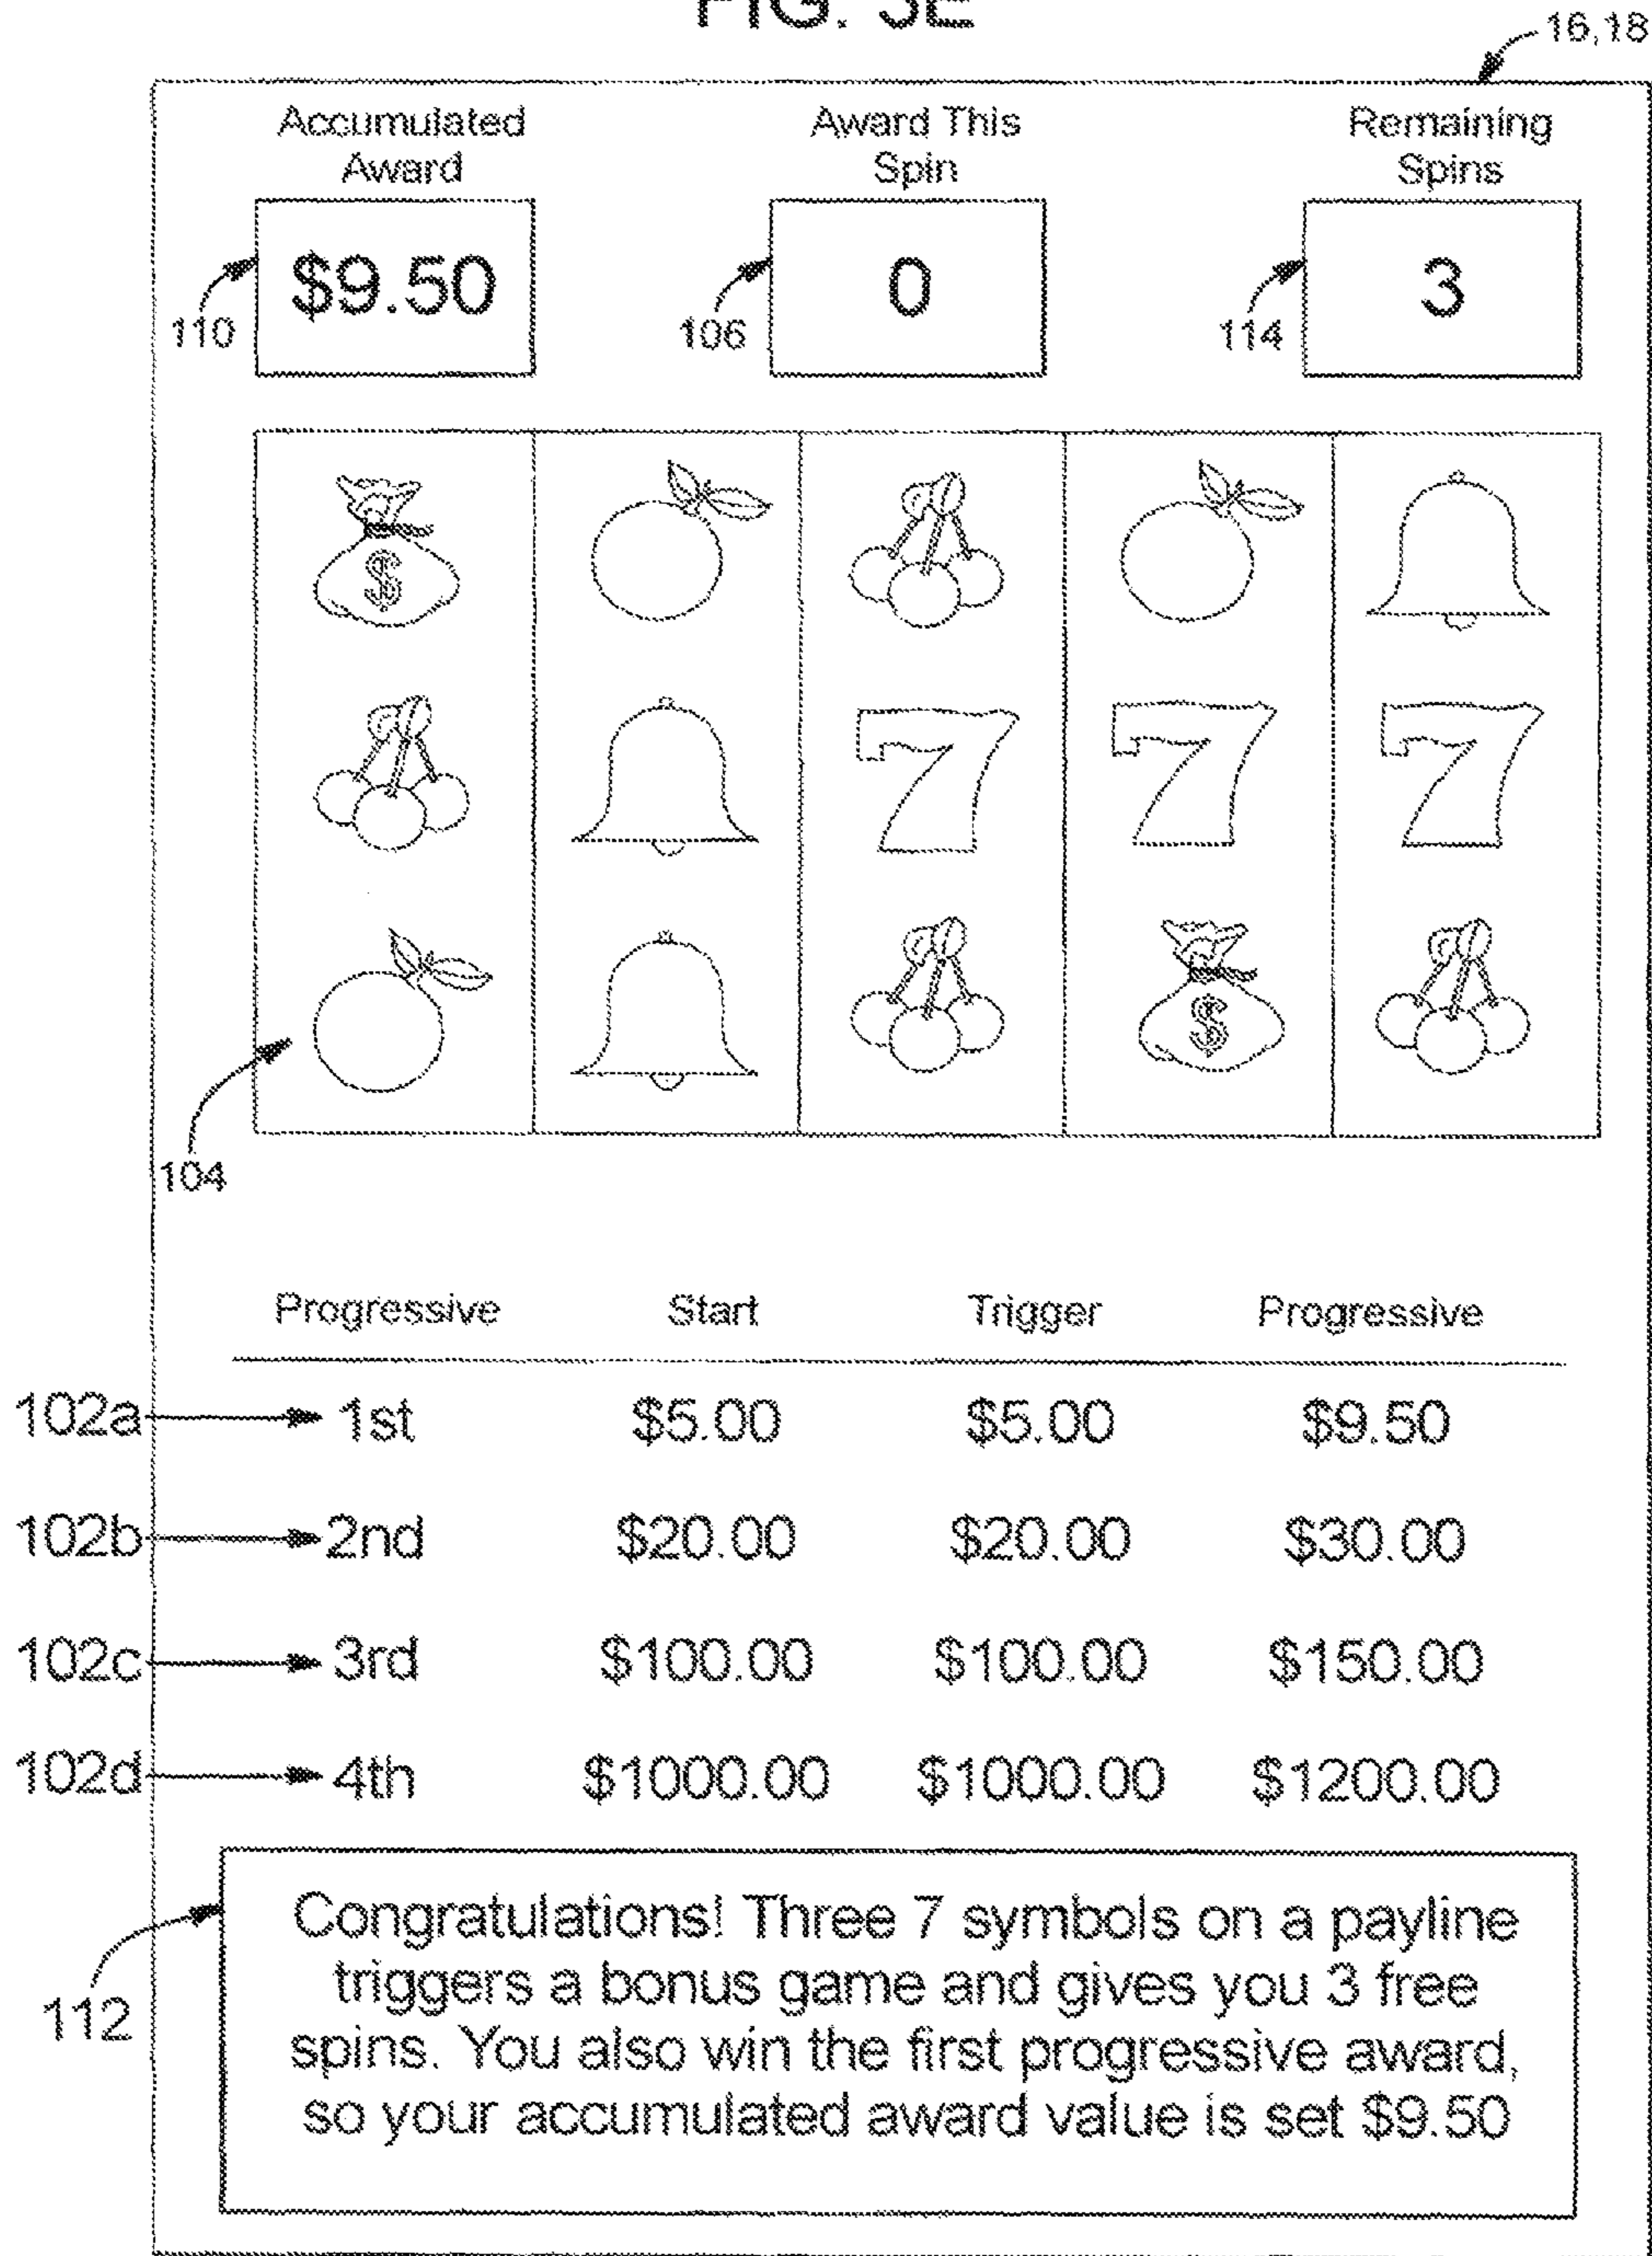 FIG.
16,18
Accumulated Award This Remaining
Award Spin Spins
$9.50 0 3
110 106 114
$
7 7 7
$
104
Progressive Start Trigger Progressive
102a 1st $5.00 $5.00 $9.50
102b 2nd $20.00 $20.00 $30.00
102c 3rd $100.00 $100.00 $150.00
102d 4th $1000.00 $1000.00 $1200.00
Congratulations! Three 7 symbols on a payline
triggers a bonus game and gives you 3 free
112
spins. You also win the first progressive award,
so your accumulated award value is set $9.50